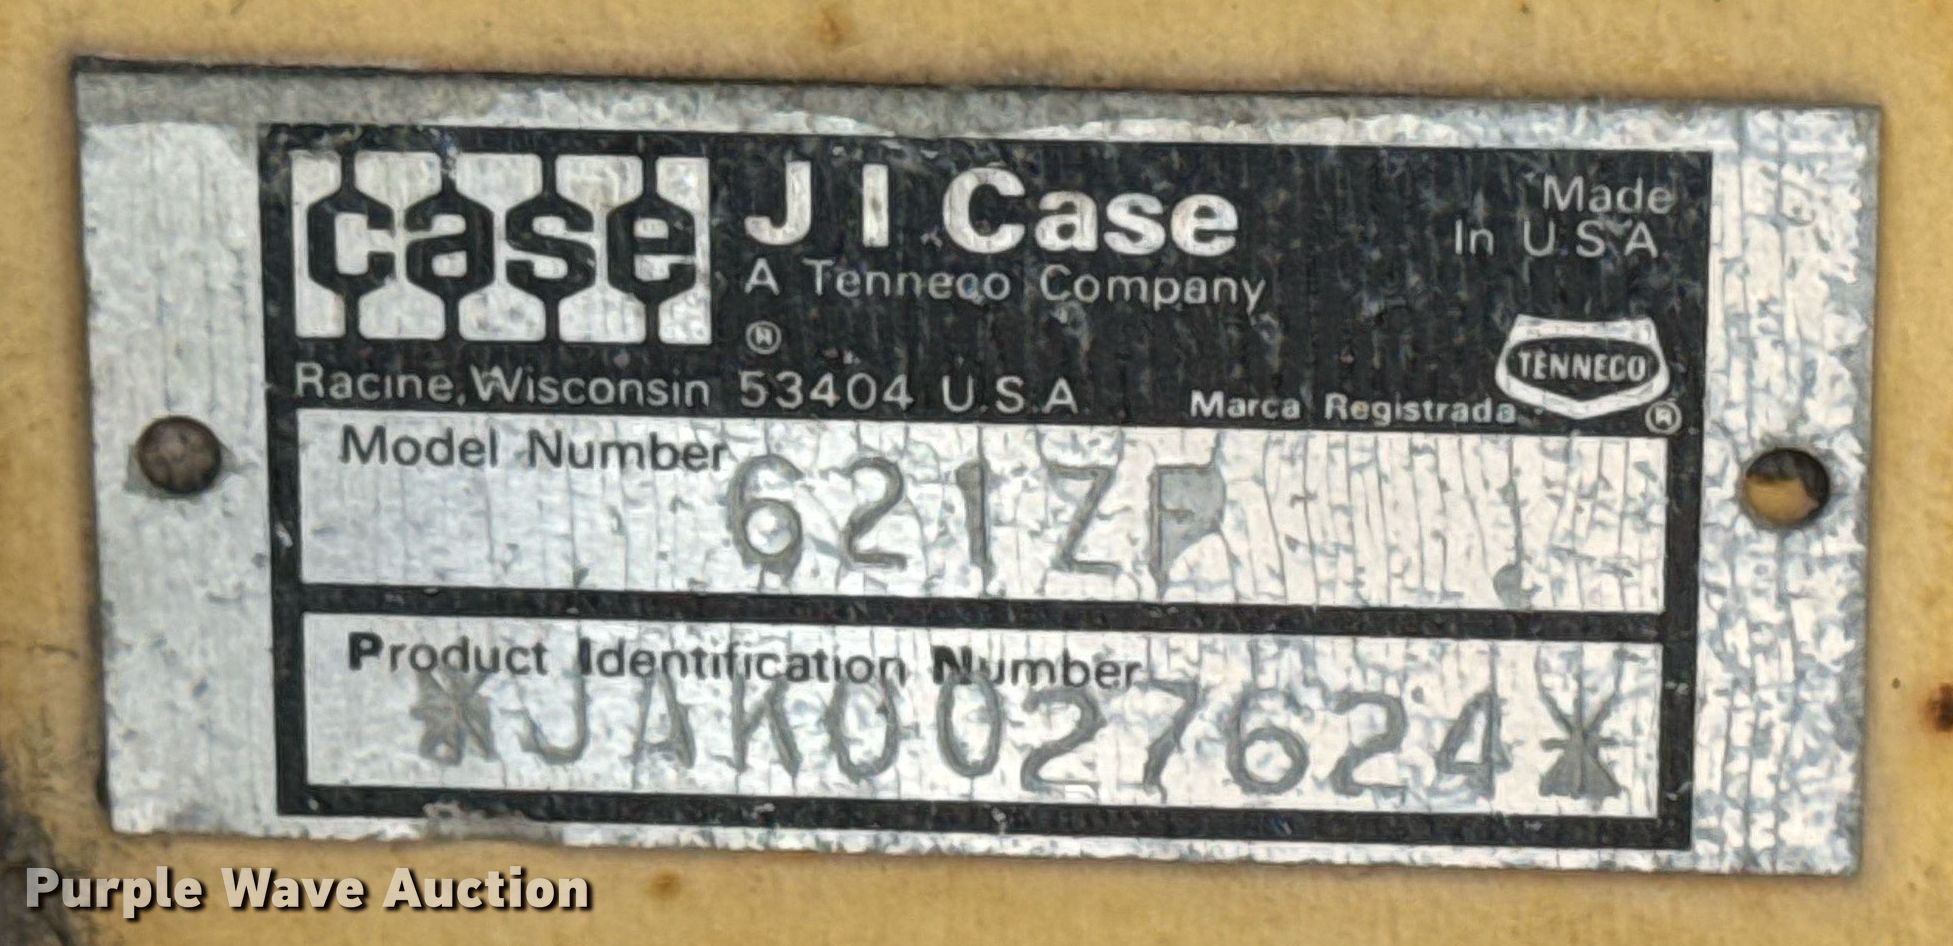 case
J I Case
Made
In U.S.A.
A Tenneco Company
®
Racine, Wisconsin 53404 U.S.A.
Marca Registrada
TENNECO
®
Model Number
621ZF
Product Identification Number
*JAK0027624*
Purple Wave Auction